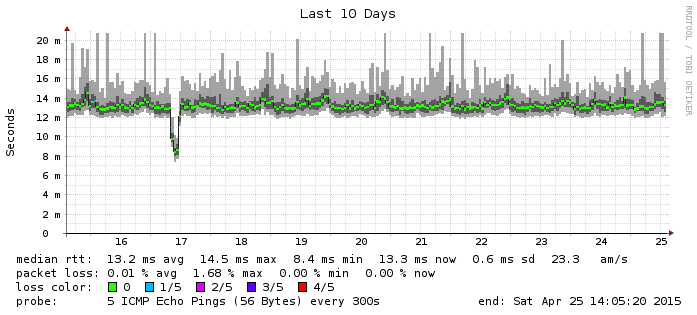 Last 10 Days
RRDTOOL / TOBI OETIKER
Seconds
20 m
18 m
16 m
14 m
12 m
10 m
8 m
6 m
4 m
2 m
0
16 17 18 19 20 21 22 23 24 25
median rtt: 13.2 ms avg 14.5 ms max 8.4 ms min 13.3 ms now 0.6 ms sd 23.3 am/s
packet loss: 0.01 % avg 1.68 % max 0.00 % min 0.00 % now
loss color: 0 1/5 2/5 3/5 4/5
probe: 5 ICMP Echo Pings (56 Bytes) every 300s end: Sat Apr 25 14:05:20 2015